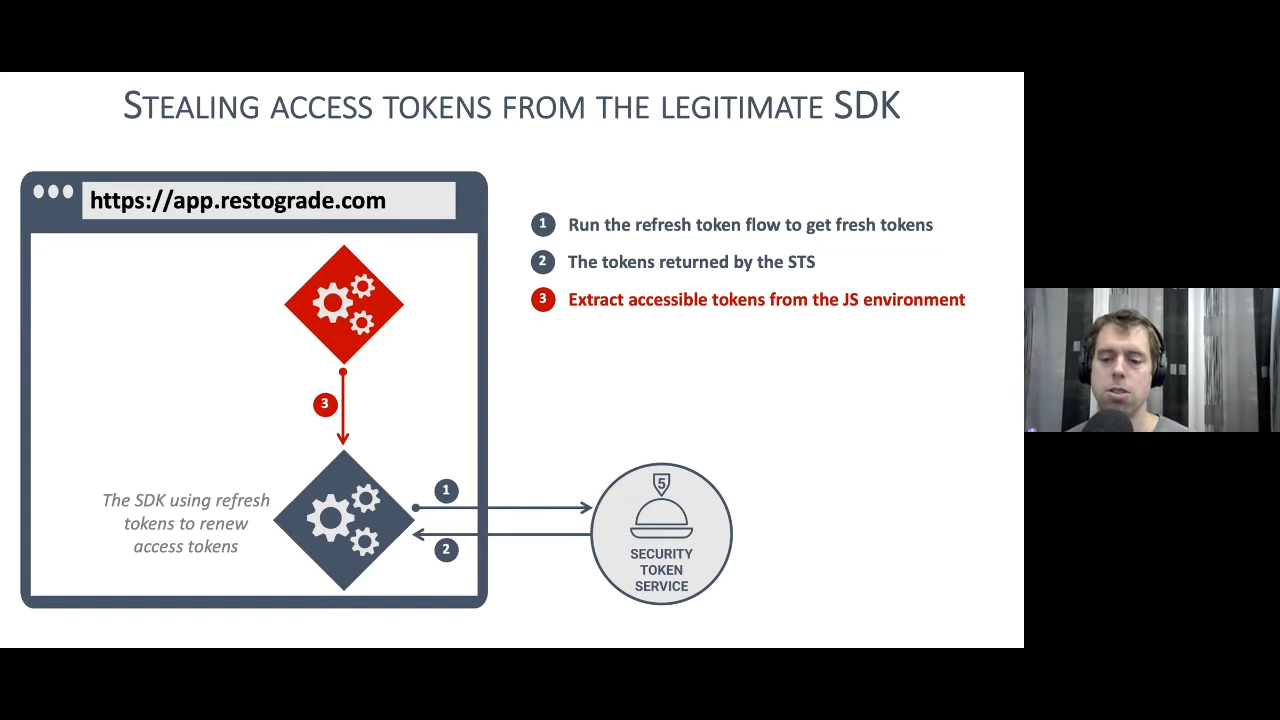 STEALING ACCESS TOKENS FROM THE LEGITIMATE SDK
https://app.restograde.com
1 Run the refresh token flow to get fresh tokens
2 The tokens returned by the STS
3 Extract accessible tokens from the JS environment
3
The SDK using refresh
tokens to renew
access tokens
1
2
5
SECURITY
TOKEN
SERVICE